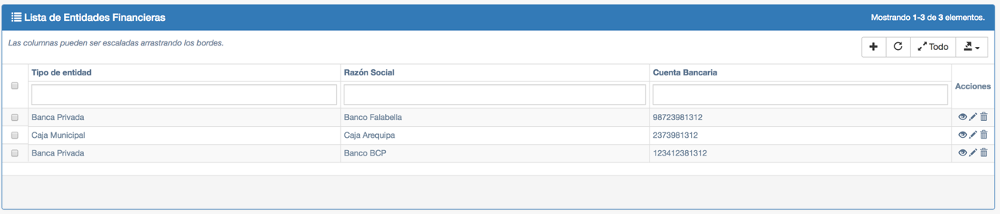 Lista de Entidades Financieras
Mostrando 1-3 de 3 elementos.
Las columnas pueden ser escaladas arrastrando los bordes.
Todo
Tipo de entidad Razón Social Cuenta Bancaria Acciones
Banca Privada Banco Falabella 98723981312
Caja Municipal Caja Arequipa 2373981312
Banca Privada Banco BCP 123412381312